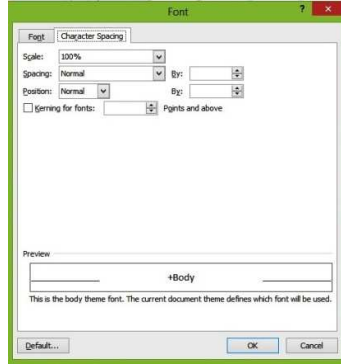 Font ? ×
Font Character Spacing
Scale: 100%
Spacing: Normal By:
Position: Normal By:
Kerning for fonts: Points and above
Preview
+Body
This is the body theme font. The current document theme defines which font will be used.
Default... OK Cancel